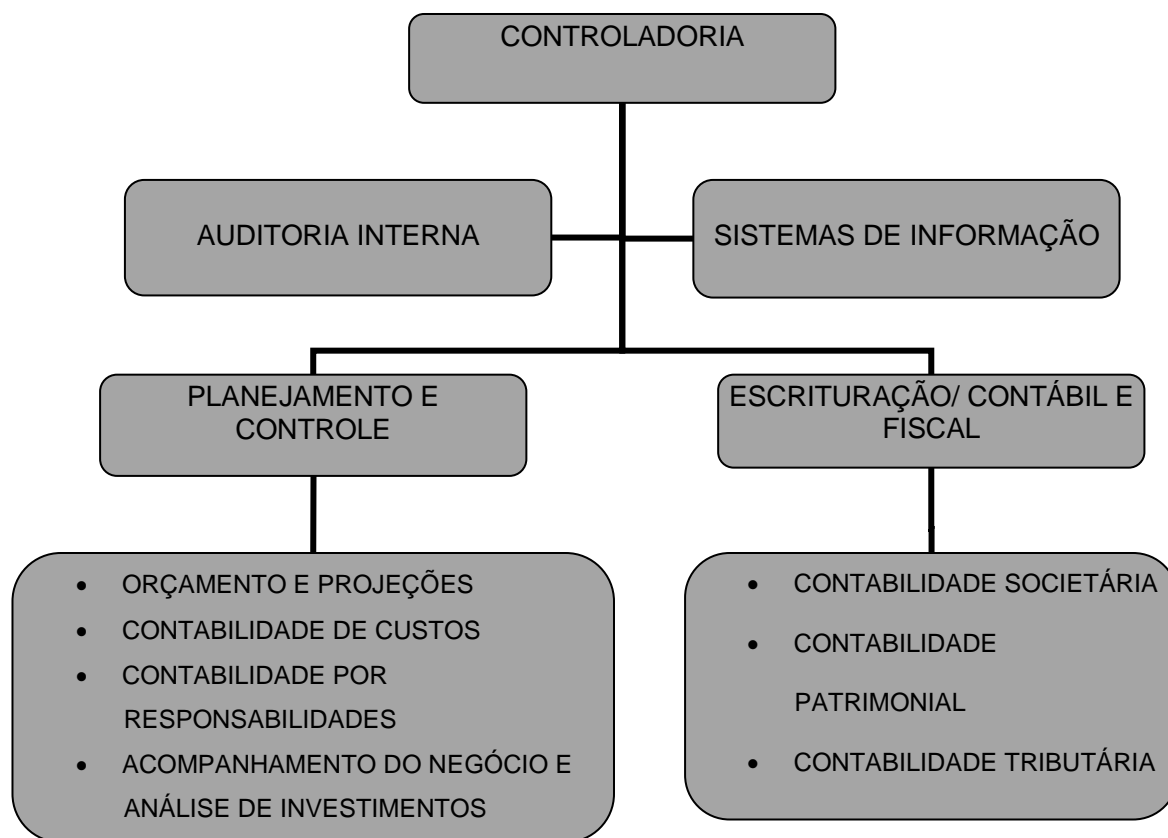 CONTROLADORIA
AUDITORIA INTERNA
SISTEMAS DE INFORMAÇÃO
PLANEJAMENTO E
CONTROLE
ESCRITURAÇÃO/ CONTÁBIL E
FISCAL
• ORÇAMENTO E PROJEÇÕES
• CONTABILIDADE DE CUSTOS
• CONTABILIDADE POR
RESPONSABILIDADES
• ACOMPANHAMENTO DO NEGÓCIO E
ANÁLISE DE INVESTIMENTOS
• CONTABILIDADE SOCIETÁRIA
• CONTABILIDADE
PATRIMONIAL
• CONTABILIDADE TRIBUTÁRIA